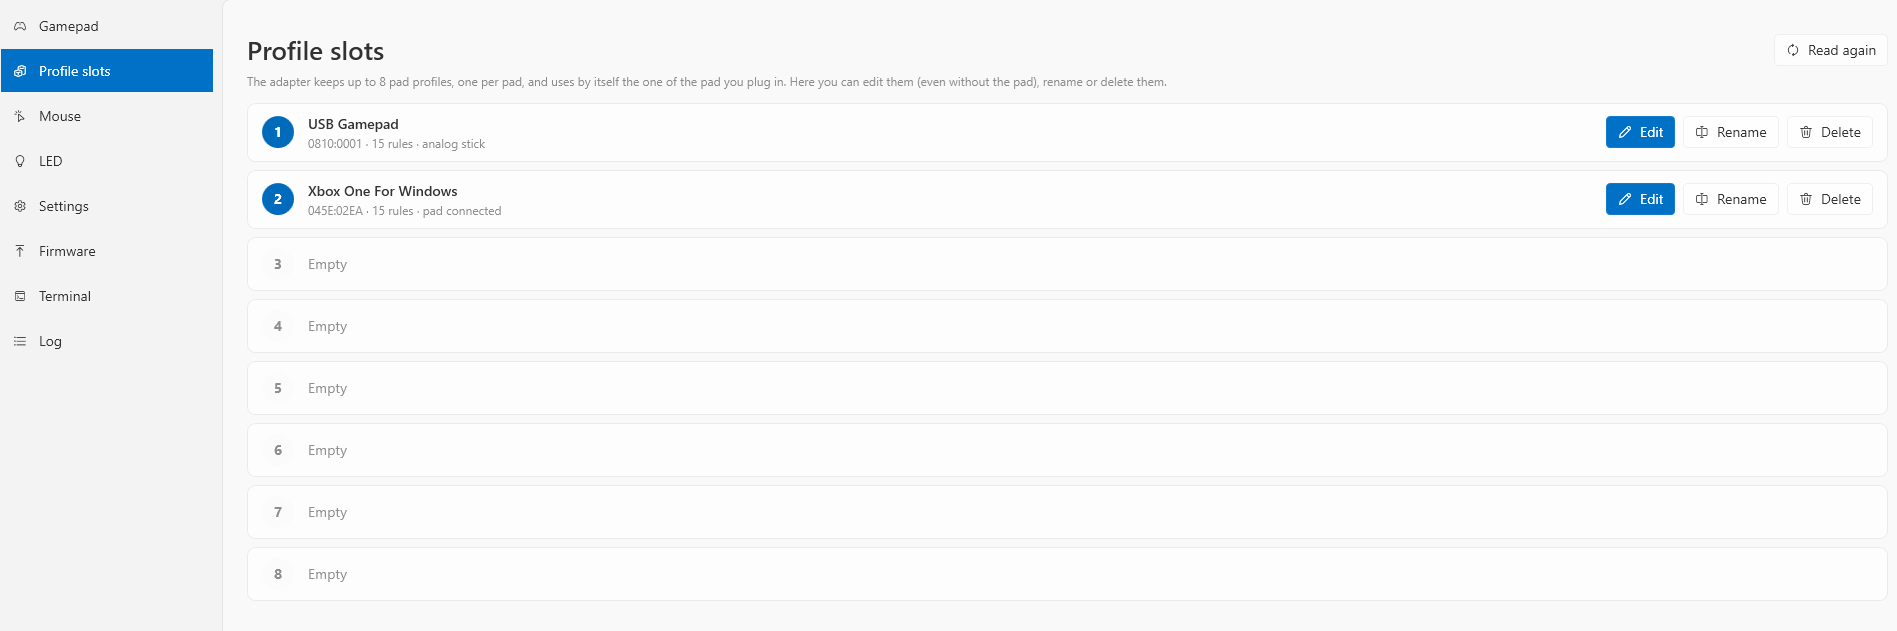 Gamepad
Profile slots
Mouse
LED
Settings
Firmware
Terminal
Log
Profile slots
Read again
The adapter keeps up to 8 pad profiles, one per pad, and uses by itself the one of the pad you plug in. Here you can edit them (even without the pad), rename or delete them.
1
USB Gamepad
0810:0001 · 15 rules · analog stick
Edit
Rename
Delete
2
Xbox One For Windows
045E:02EA · 15 rules · pad connected
Edit
Rename
Delete
3 Empty
4 Empty
5 Empty
6 Empty
7 Empty
8 Empty